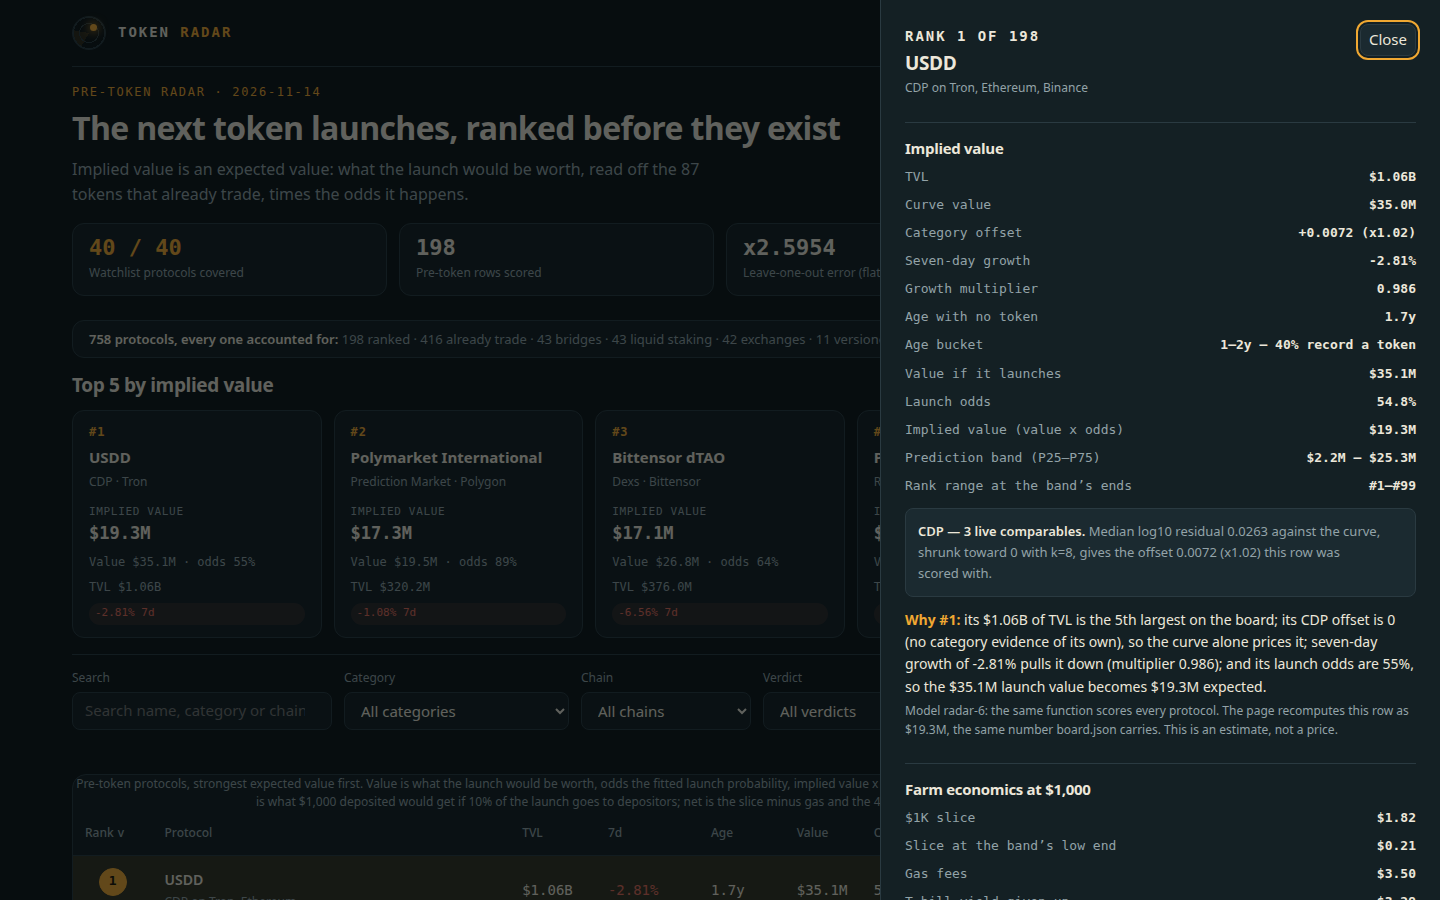 TOKEN RADAR
PRE-TOKEN RADAR · 2026-11-14
The next token launches, ranked before they exist
Implied value is an expected value: what the launch would be worth, read off the 87
tokens that already trade, times the odds it happens.
40 / 40
Watchlist protocols covered
198
Pre-token rows scored
x2.5954
Leave-one-out error (flat
758 protocols, every one accounted for: 198 ranked · 416 already trade · 43 bridges · 43 liquid staking · 42 exchanges · 11 version
Top 5 by implied value
#1
USDD
CDP · Tron
IMPLIED VALUE
$19.3M
Value $35.1M · odds 55%
TVL $1.06B
-2.81% 7d
#2
Polymarket International
Prediction Market · Polygon
IMPLIED VALUE
$17.3M
Value $19.5M · odds 89%
TVL $320.2M
-1.08% 7d
#3
Bittensor dTAO
Dexs · Bittensor
IMPLIED VALUE
$17.1M
Value $26.8M · odds 64%
TVL $376.0M
-6.56% 7d
Search
Category
Chain
Verdict
Search name, category or chain
All categories
All chains
All verdicts
Pre-token protocols, strongest expected value first. Value is what the launch would be worth, odds the fitted launch probability, implied value x
is what $1,000 deposited would get if 10% of the launch goes to depositors; net is the slice minus gas and the 4
Rank v
Protocol
TVL
7d
Age
Value
1
USDD
$1.06B
-2.81%
1.7y
$35.1M
RANK 1 OF 198
Close
USDD
CDP on Tron, Ethereum, Binance
Implied value
TVL $1.06B
Curve value $35.0M
Category offset +0.0072 (x1.02)
Seven-day growth -2.81%
Growth multiplier 0.986
Age with no token 1.7y
Age bucket 1–2y — 40% record a token
Value if it launches $35.1M
Launch odds 54.8%
Implied value (value x odds) $19.3M
Prediction band (P25–P75) $2.2M — $25.3M
Rank range at the band’s ends #1–#99
CDP — 3 live comparables. Median log10 residual 0.0263 against the curve,
shrunk toward 0 with k=8, gives the offset 0.0072 (x1.02) this row was
scored with.
Why #1: its $1.06B of TVL is the 5th largest on the board; its CDP offset is 0
(no category evidence of its own), so the curve alone prices it; seven-day
growth of -2.81% pulls it down (multiplier 0.986); and its launch odds are 55%,
so the $35.1M launch value becomes $19.3M expected.
Model radar-6: the same function scores every protocol. The page recomputes this row as
$19.3M, the same number board.json carries. This is an estimate, not a price.
Farm economics at $1,000
$1K slice $1.82
Slice at the band’s low end $0.21
Gas fees $3.50